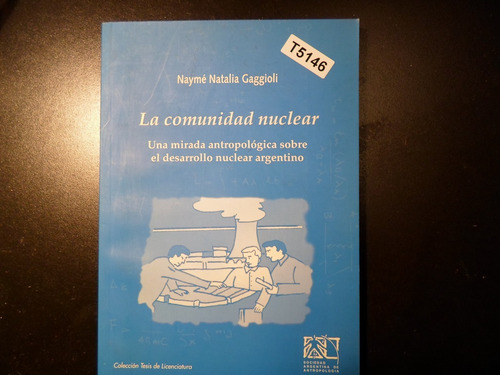 T5146
Naymé Natalia Gaggioli
La comunidad nuclear
Una mirada antropológica sobre
el desarrollo nuclear argentino
Colección Tesis de Licenciatura
SOCIEDAD
ARGENTINA DE
ANTROPOLOGIA